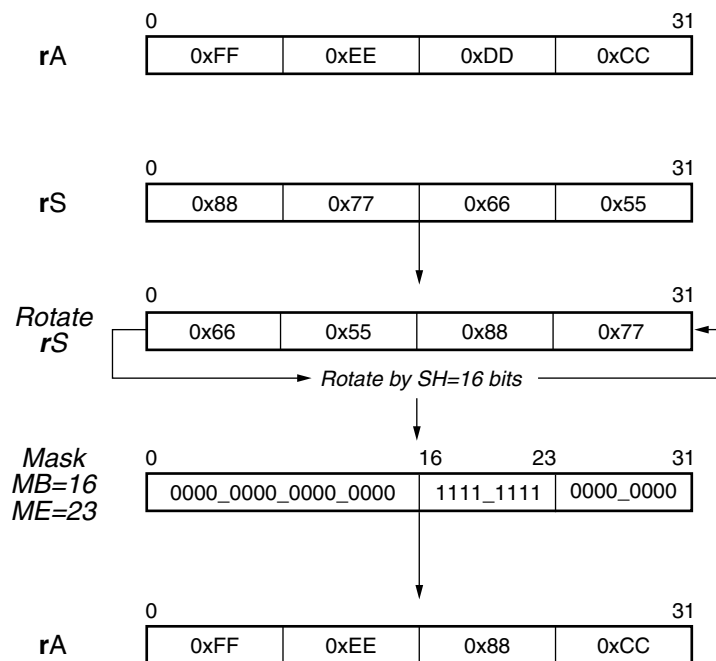 0 31
rA 0xFF 0xEE 0xDD 0xCC
0 31
rS 0x88 0x77 0x66 0x55
0 31
Rotate
rS
0x66 0x55 0x88 0x77
Rotate by SH=16 bits
Mask
MB=16
ME=23
0 16 23 31
0000_0000_0000_0000 1111_1111 0000_0000
0 31
rA 0xFF 0xEE 0x88 0xCC